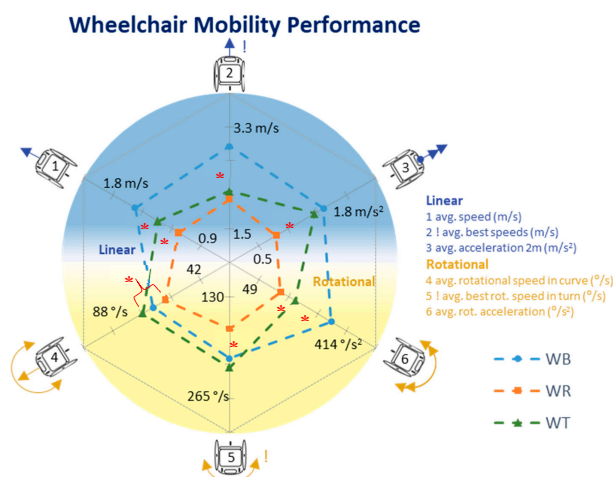 Wheelchair Mobility Performance
!
2
3.3 m/s
1
3
1.8 m/s
1.8 m/s²
*
*
*
*
Linear
1 avg. speed (m/s)
2 ! avg. best speeds (m/s)
3 avg. acceleration 2m (m/s²)
Rotational
4 avg. rotational speed in curve (°/s)
5 ! avg. best rot. speed in turn (°/s)
6 avg. rot. acceleration (°/s²)
0.9
1.5
Linear
0.5
42
*
49
Rotational
130
88 °/s
*
*
*
414 °/s²
4
6
WB
265 °/s
WR
WT
5
!